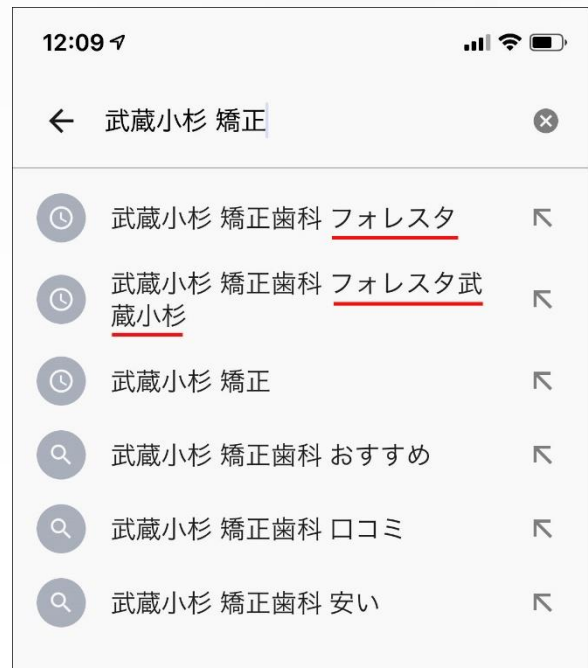 12:09
武蔵小杉 矯正
武蔵小杉 矯正歯科 フォレスタ
武蔵小杉 矯正歯科 フォレスタ武
蔵小杉
武蔵小杉 矯正
武蔵小杉 矯正歯科 おすすめ
武蔵小杉 矯正歯科 口コミ
武蔵小杉 矯正歯科 安い